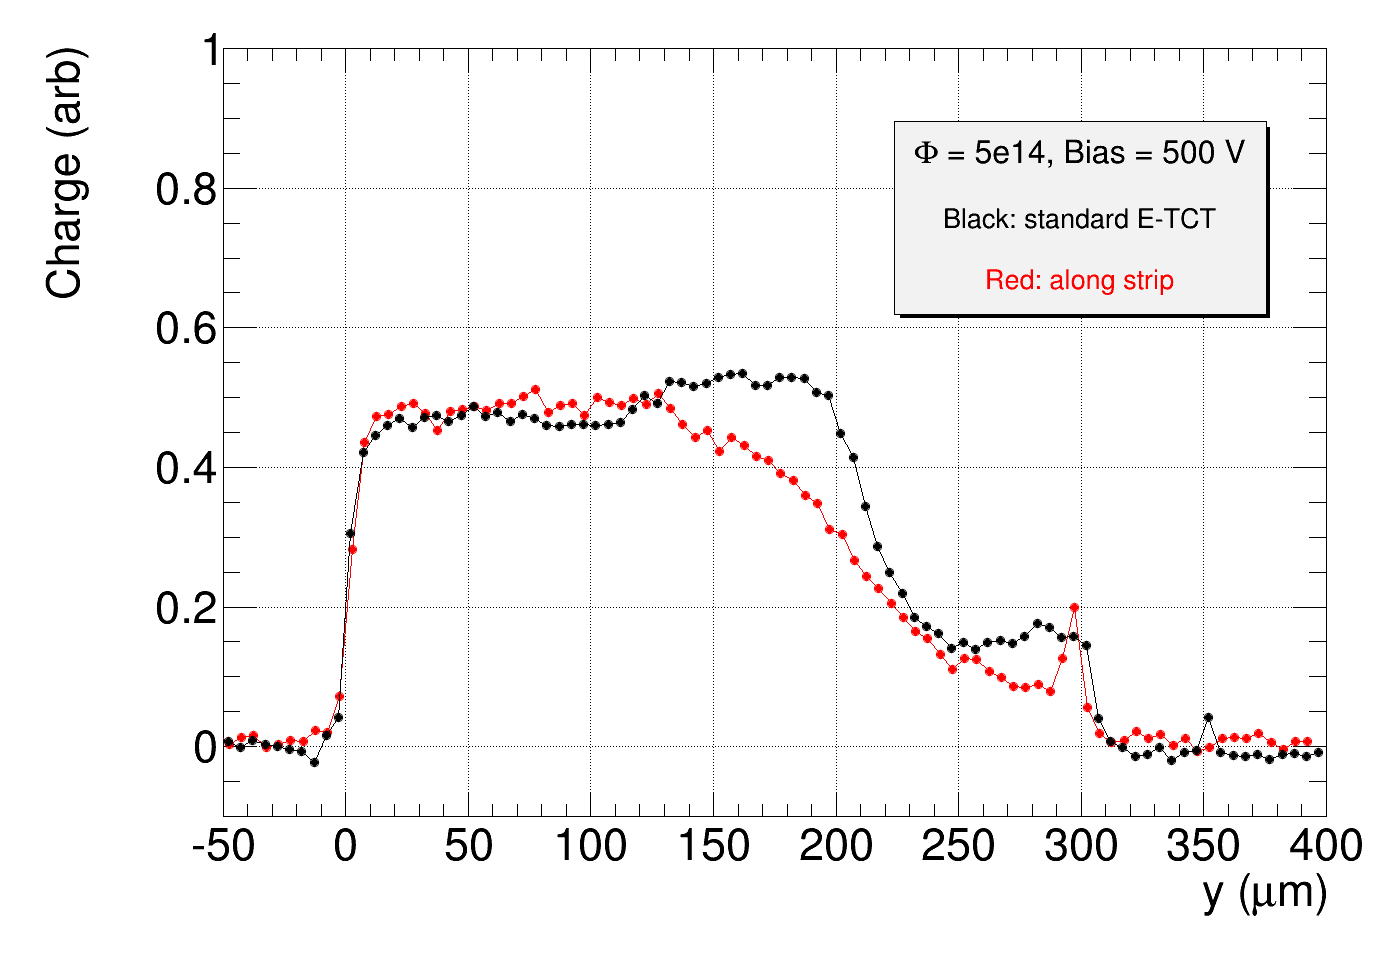 Charge (arb)
1
0.8
0.6
0.4
0.2
0
Φ = 5e14, Bias = 500 V
Black: standard E-TCT
Red: along strip
-50 0 50 100 150 200 250 300 350 400
y (μm)